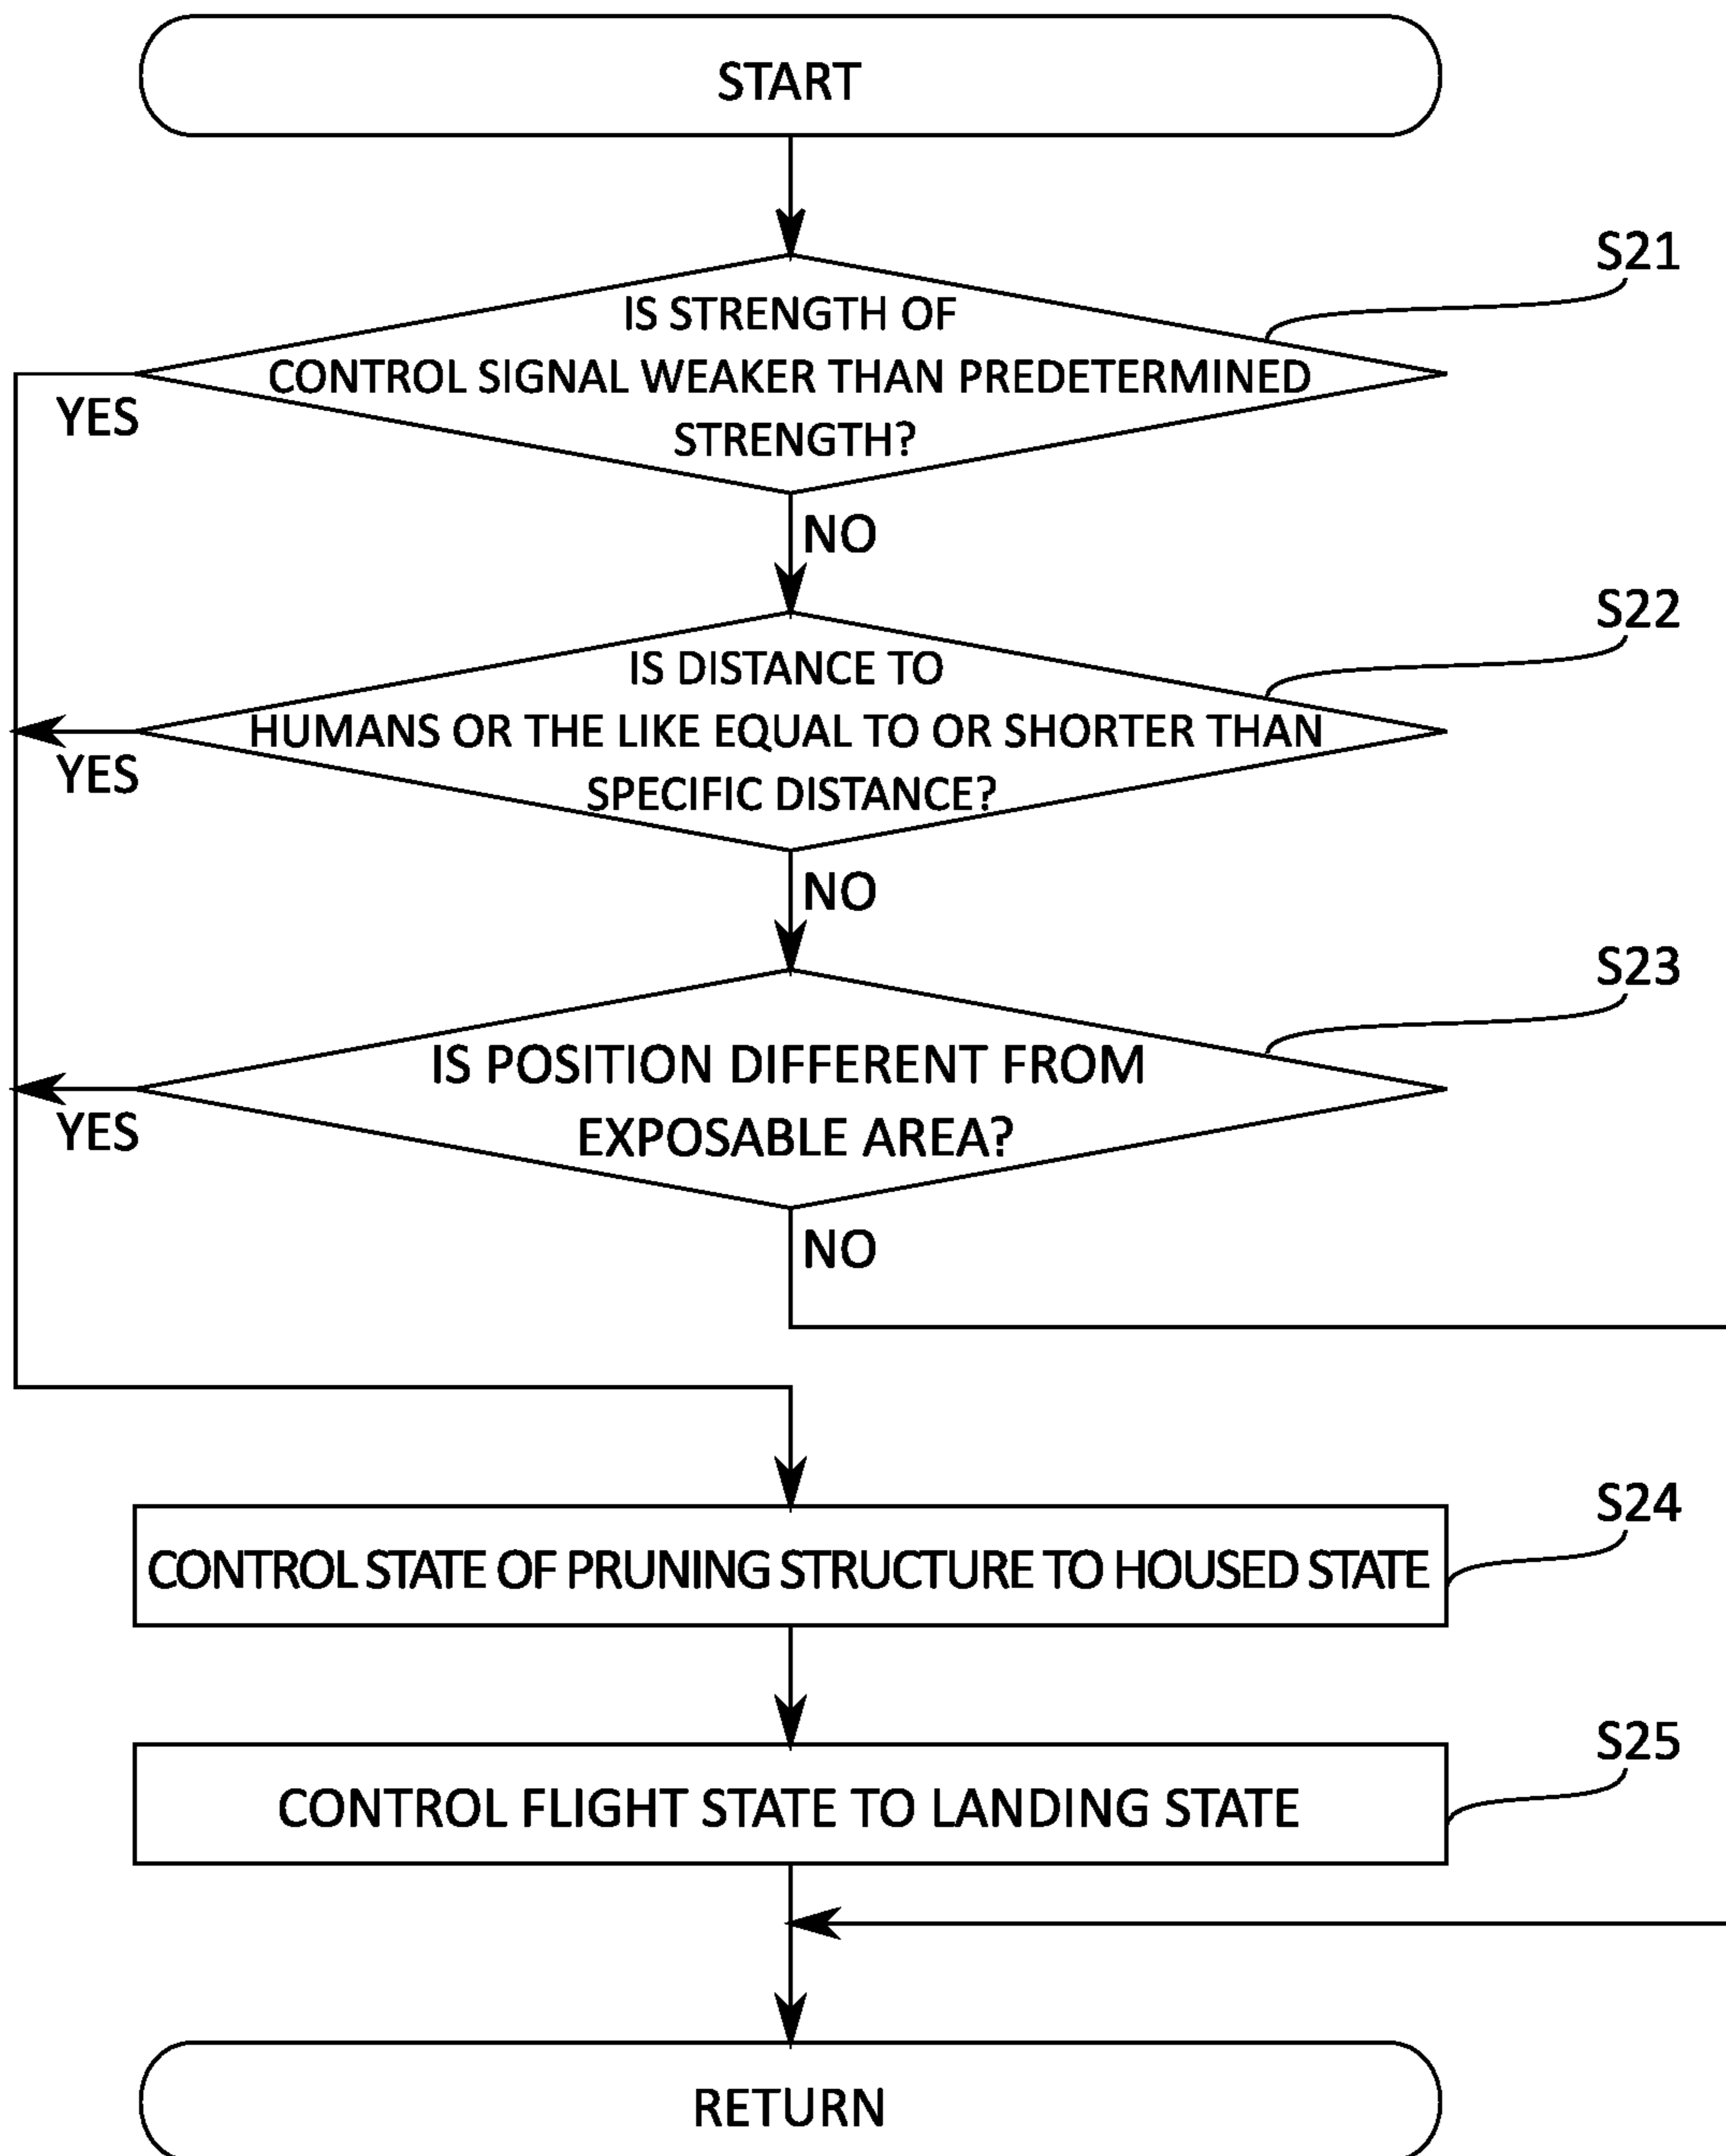 START
S21
IS STRENGTH OF
CONTROL SIGNAL WEAKER THAN PREDETERMINED
STRENGTH?
YES
NO
S22
IS DISTANCE TO
HUMANS OR THE LIKE EQUAL TO OR SHORTER THAN
SPECIFIC DISTANCE?
YES
NO
S23
IS POSITION DIFFERENT FROM
EXPOSABLE AREA?
YES
NO
S24
CONTROL STATE OF PRUNING STRUCTURE TO HOUSED STATE
S25
CONTROL FLIGHT STATE TO LANDING STATE
RETURN